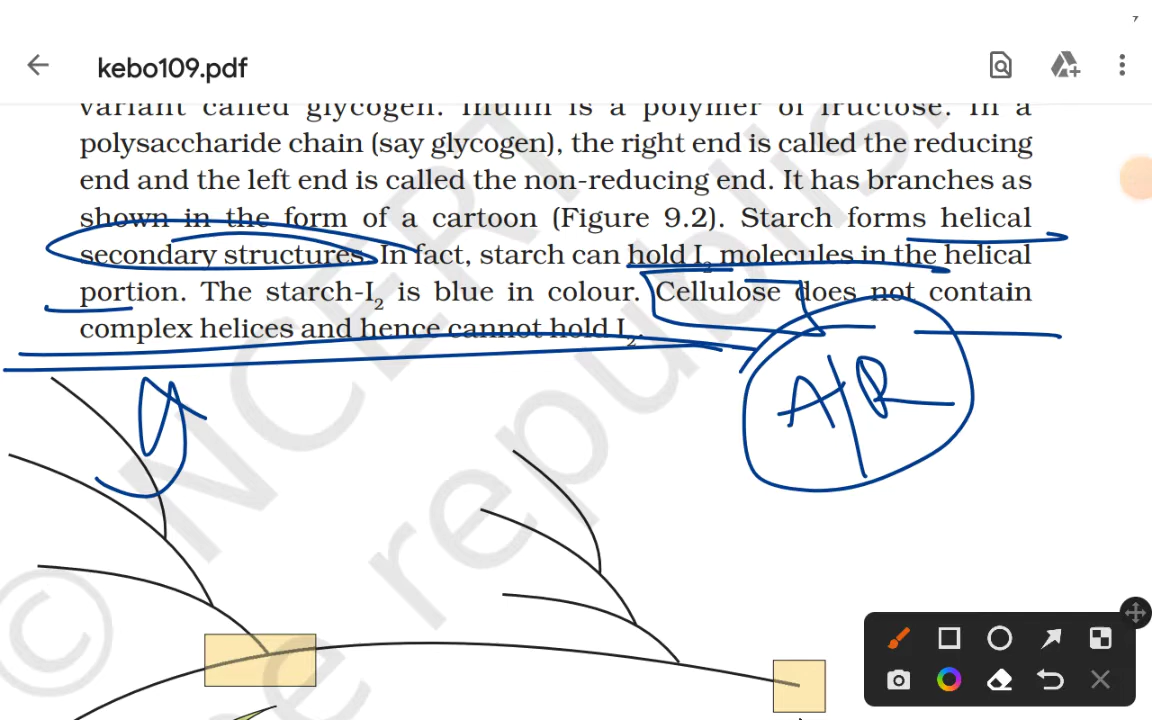 kebo109.pdf
variant called glycogen. Inulin is a polymer of fructose. In a
polysaccharide chain (say glycogen), the right end is called the reducing
end and the left end is called the non-reducing end. It has branches as
shown in the form of a cartoon (Figure 9.2). Starch forms helical
secondary structures. In fact, starch can hold I₂ molecules in the helical
portion. The starch-I₂ is blue in colour. Cellulose does not contain
complex helices and hence cannot hold I₂.
A/R
© NCERT
be republis.